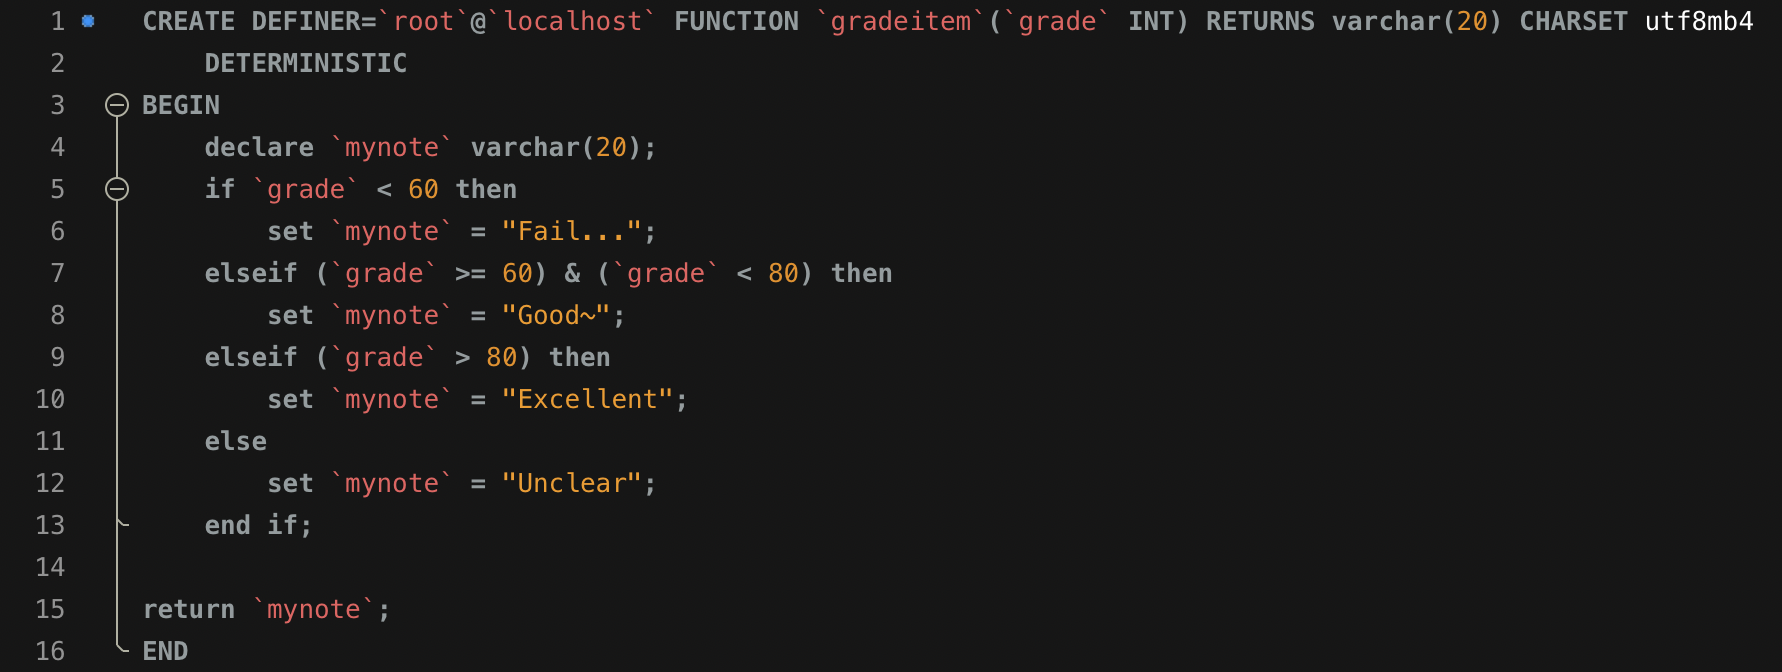 1 CREATE DEFINER=`root`@`localhost` FUNCTION `gradeitem`(`grade` INT) RETURNS varchar(20) CHARSET utf8mb4
2     DETERMINISTIC
3 BEGIN
4     declare `mynote` varchar(20);
5     if `grade` < 60 then
6         set `mynote` = "Fail...";
7     elseif (`grade` >= 60) & (`grade` < 80) then
8         set `mynote` = "Good~";
9     elseif (`grade` > 80) then
10         set `mynote` = "Excellent";
11     else
12         set `mynote` = "Unclear";
13     end if;
14
15 return `mynote`;
16 END